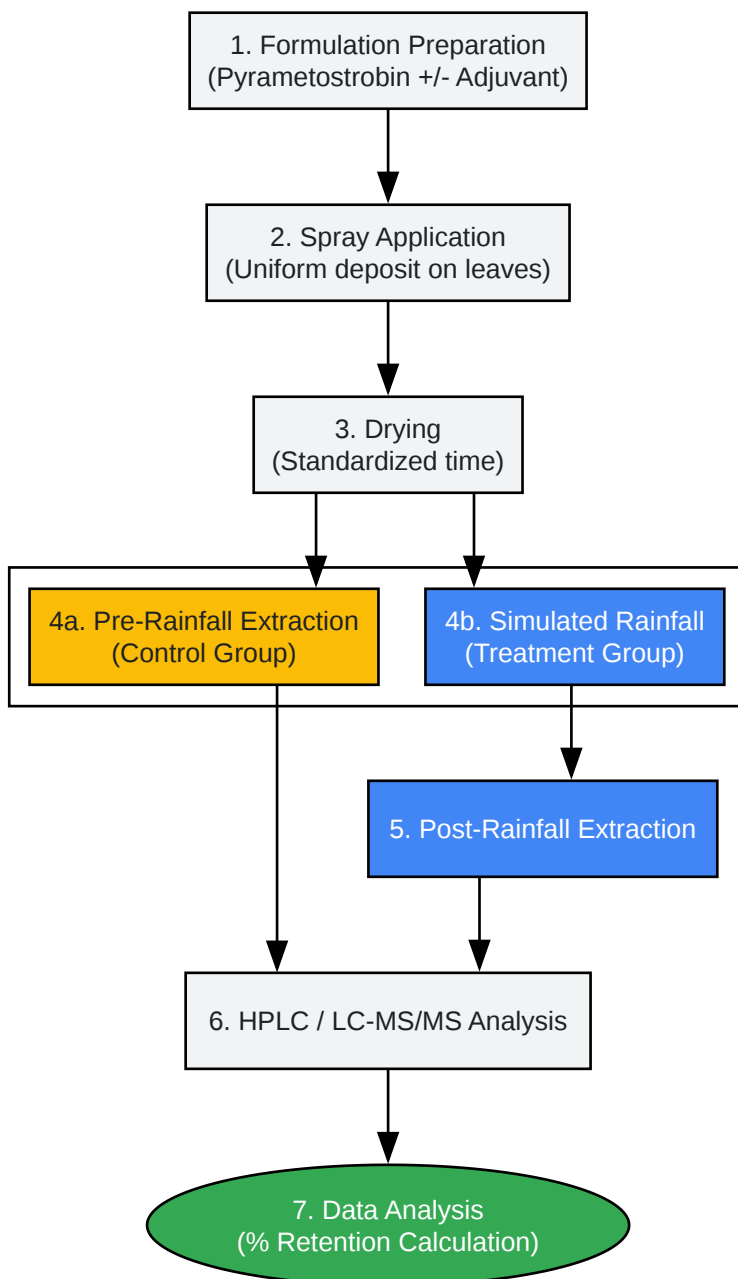 1. Formulation Preparation
(Pyrametostrobin +/- Adjuvant)
2. Spray Application
(Uniform deposit on leaves)
3. Drying
(Standardized time)
4a. Pre-Rainfall Extraction
(Control Group)
4b. Simulated Rainfall
(Treatment Group)
5. Post-Rainfall Extraction
6. HPLC / LC-MS/MS Analysis
7. Data Analysis
(% Retention Calculation)